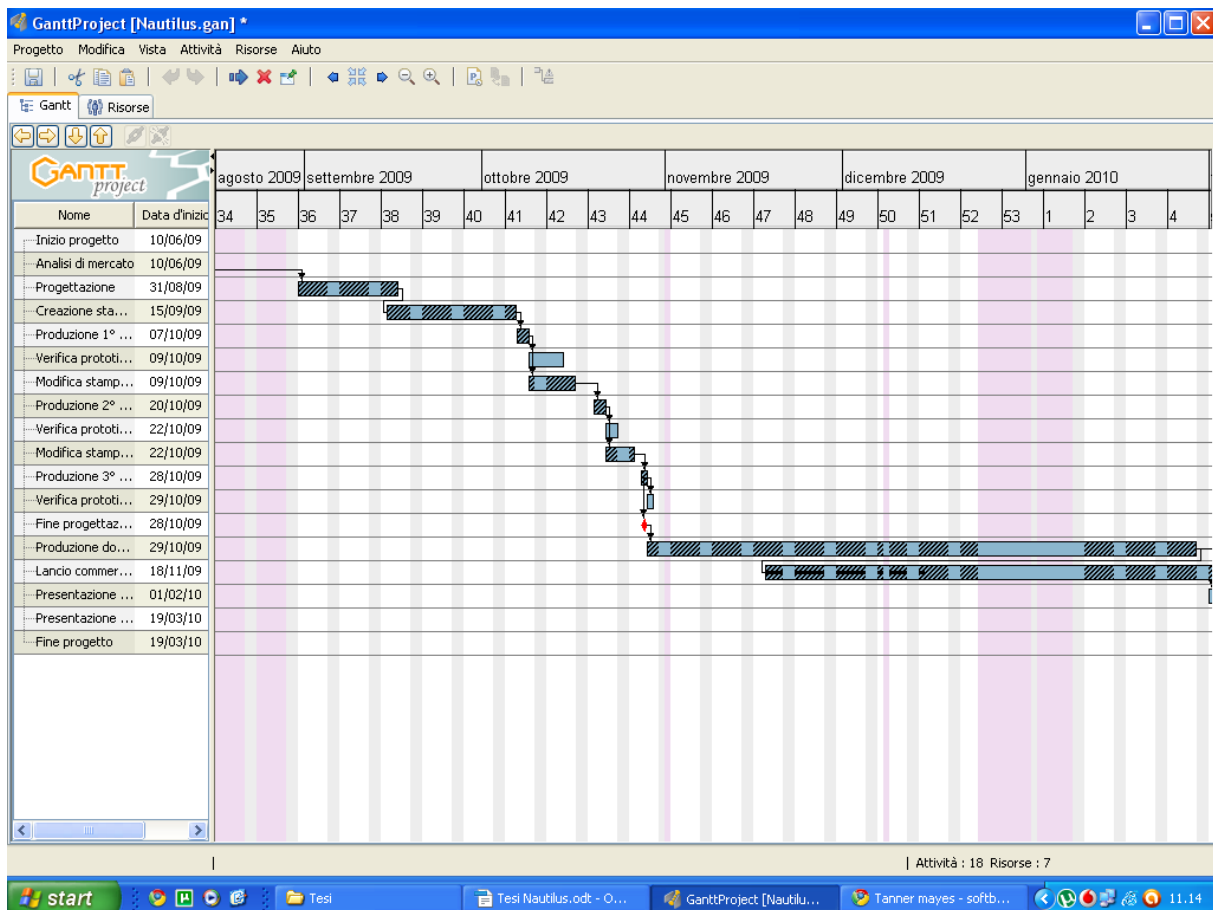 GanttProject [Nautilus.gan] *
Progetto Modifica Vista Attività Risorse Aiuto
Gantt Risorse
GANTT project
agosto 2009 settembre 2009 ottobre 2009 novembre 2009 dicembre 2009 gennaio 2010
Nome Data d'inizio 34 35 36 37 38 39 40 41 42 43 44 45 46 47 48 49 50 51 52 53 1 2 3 4
Inizio progetto 10/06/09
Analisi di mercato 10/06/09
Progettazione 31/08/09
Creazione sta... 15/09/09
Produzione 1° ... 07/10/09
Verifica prototi... 09/10/09
Modifica stamp... 09/10/09
Produzione 2° ... 20/10/09
Verifica prototi... 22/10/09
Modifica stamp... 22/10/09
Produzione 3° ... 28/10/09
Verifica prototi... 29/10/09
Fine progettaz... 28/10/09
Produzione do... 29/10/09
Lancio commer... 18/11/09
Presentazione ... 01/02/10
Presentazione ... 19/03/10
Fine progetto 19/03/10
Attività : 18 Risorse : 7
start Tesi Tesi Nautilus.odt - O... GanttProject [Nautilu... Tanner mayes - softb... 11.14